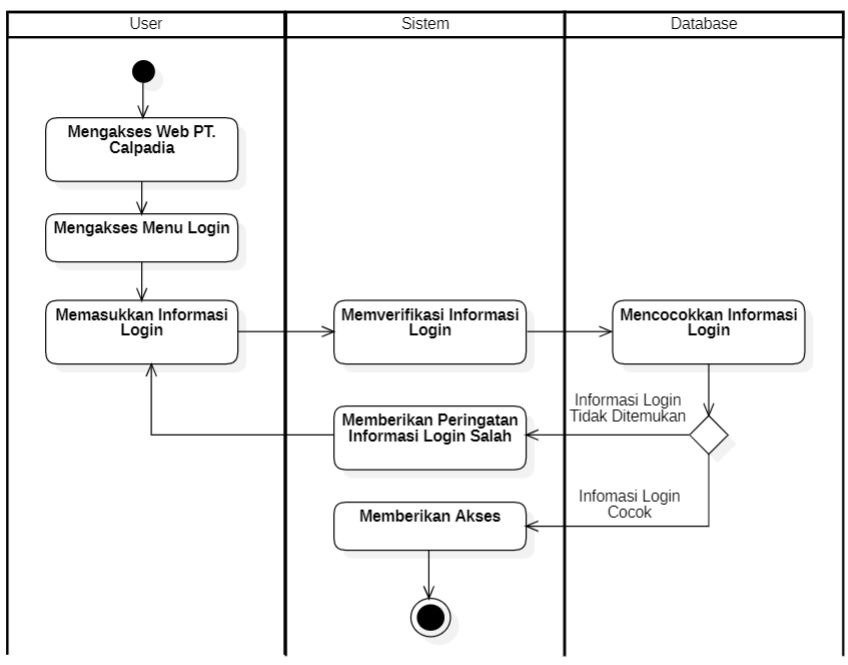 User
Sistem
Database
Mengakses Web PT.
Calpadia
Mengakses Menu Login
Memasukkan Informasi
Login
Memverifikasi Informasi
Login
Mencocokkan Informasi
Login
Informasi Login
Tidak Ditemukan
Memberikan Peringatan
Informasi Login Salah
Infomasi Login
Cocok
Memberikan Akses